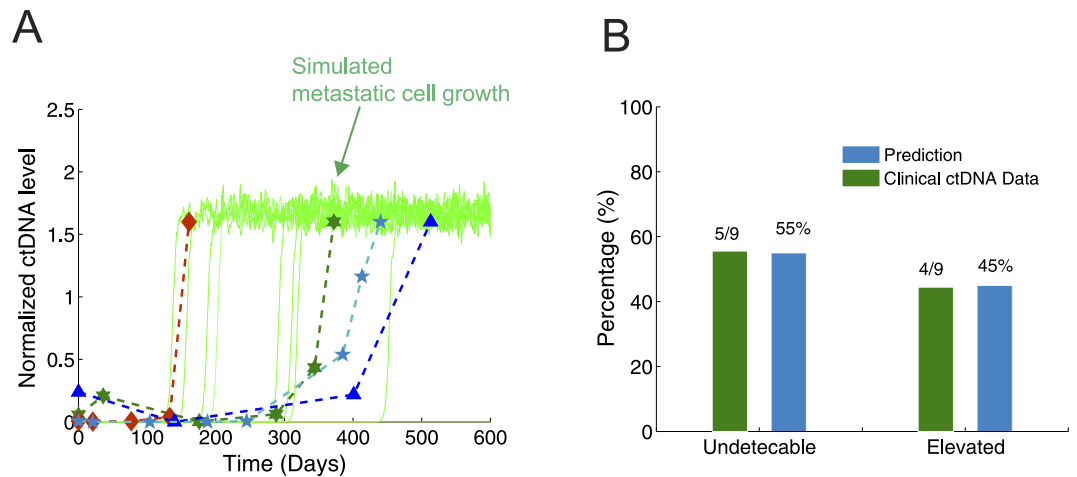 A
Simulated
metastatic cell growth
2.5
2
1.5
1
0.5
0
Normalized ctDNA level
0 100 200 300 400 500 600
Time (Days)
B
100
80
60
40
20
0
Percentage (%)
Prediction
Clinical ctDNA Data
5/9 55%
4/9 45%
Undetecable Elevated